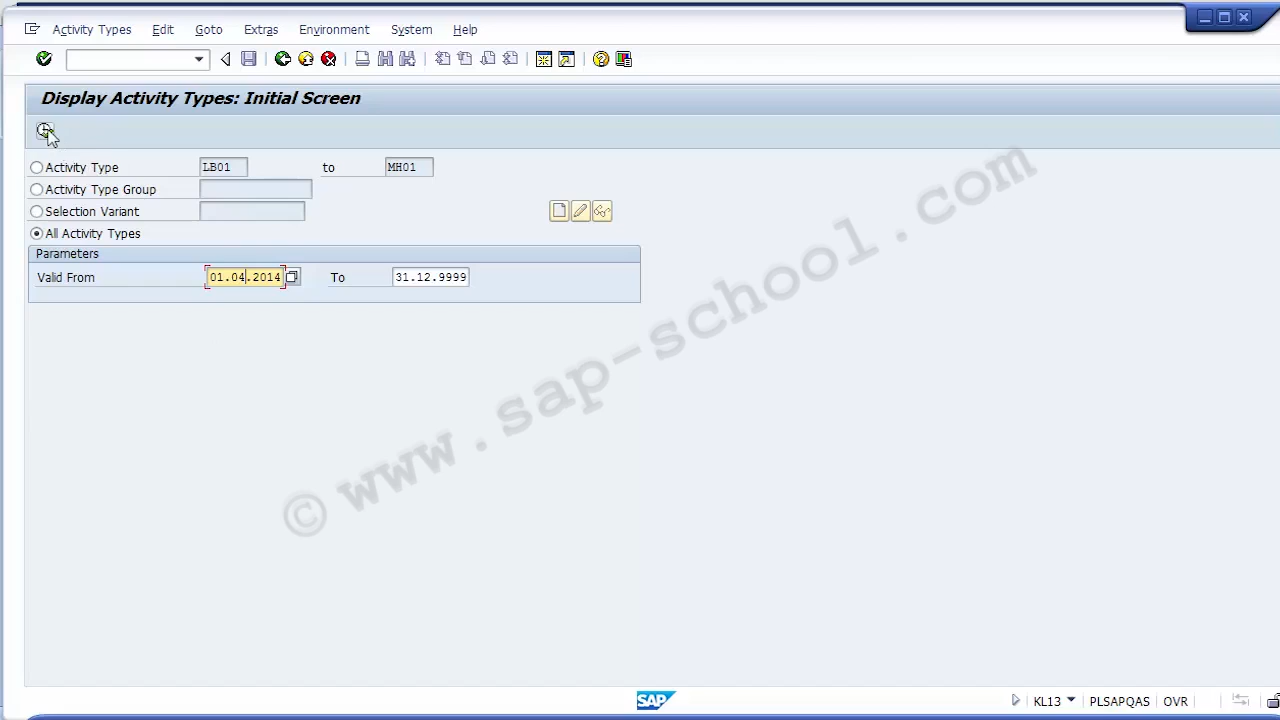 Activity Types Edit Goto Extras Environment System Help
Display Activity Types: Initial Screen
Activity Type LB01 to MH01
Activity Type Group
Selection Variant
All Activity Types
Parameters
Valid From 01.04.2014 To 31.12.9999
© www.sap-school.com
SAP KL13 PLSAPQAS OVR